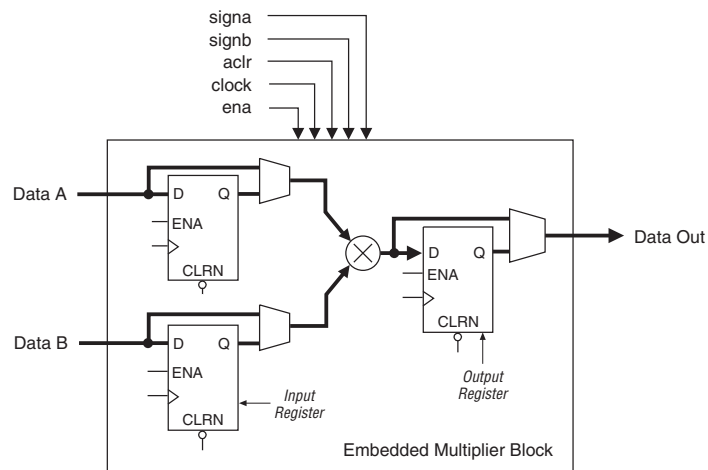 signa
signb
aclr
clock
ena
Data A
D Q
ENA
CLRN
Data B
D Q
ENA
CLRN
Input
Register
D Q
ENA
CLRN
Output
Register
Data Out
Embedded Multiplier Block